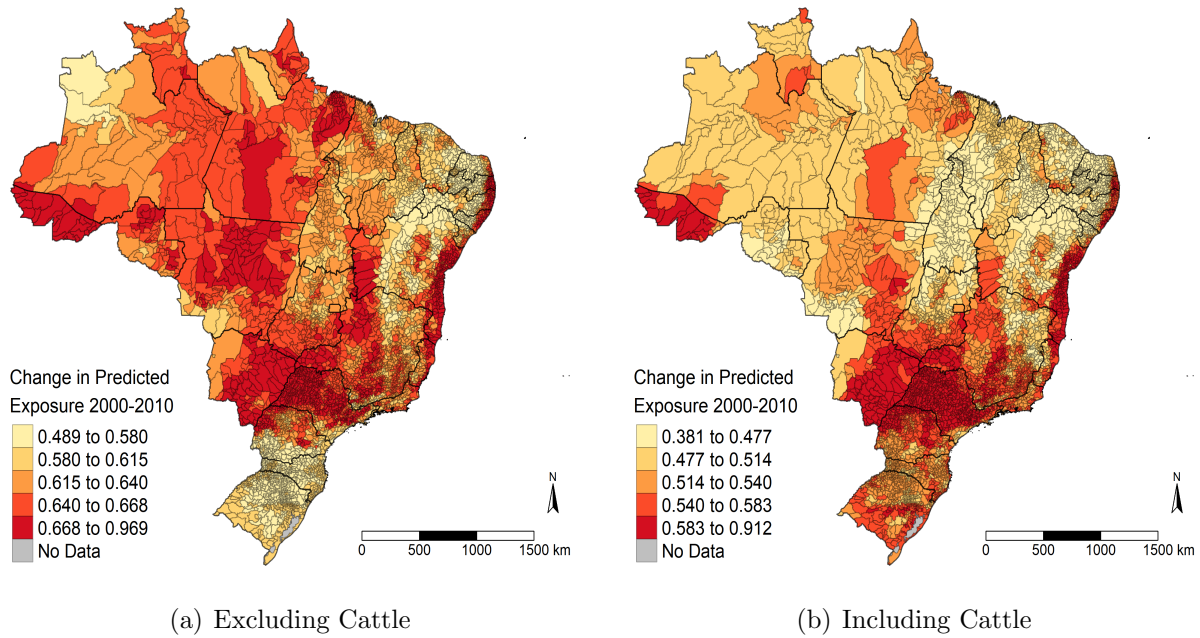 Change in Predicted
Exposure 2000-2010
0.489 to 0.580
0.580 to 0.615
0.615 to 0.640
0.640 to 0.668
0.668 to 0.969
No Data
N
0 500 1000 1500 km
(a) Excluding Cattle
Change in Predicted
Exposure 2000-2010
0.381 to 0.477
0.477 to 0.514
0.514 to 0.540
0.540 to 0.583
0.583 to 0.912
No Data
N
0 500 1000 1500 km
(b) Including Cattle